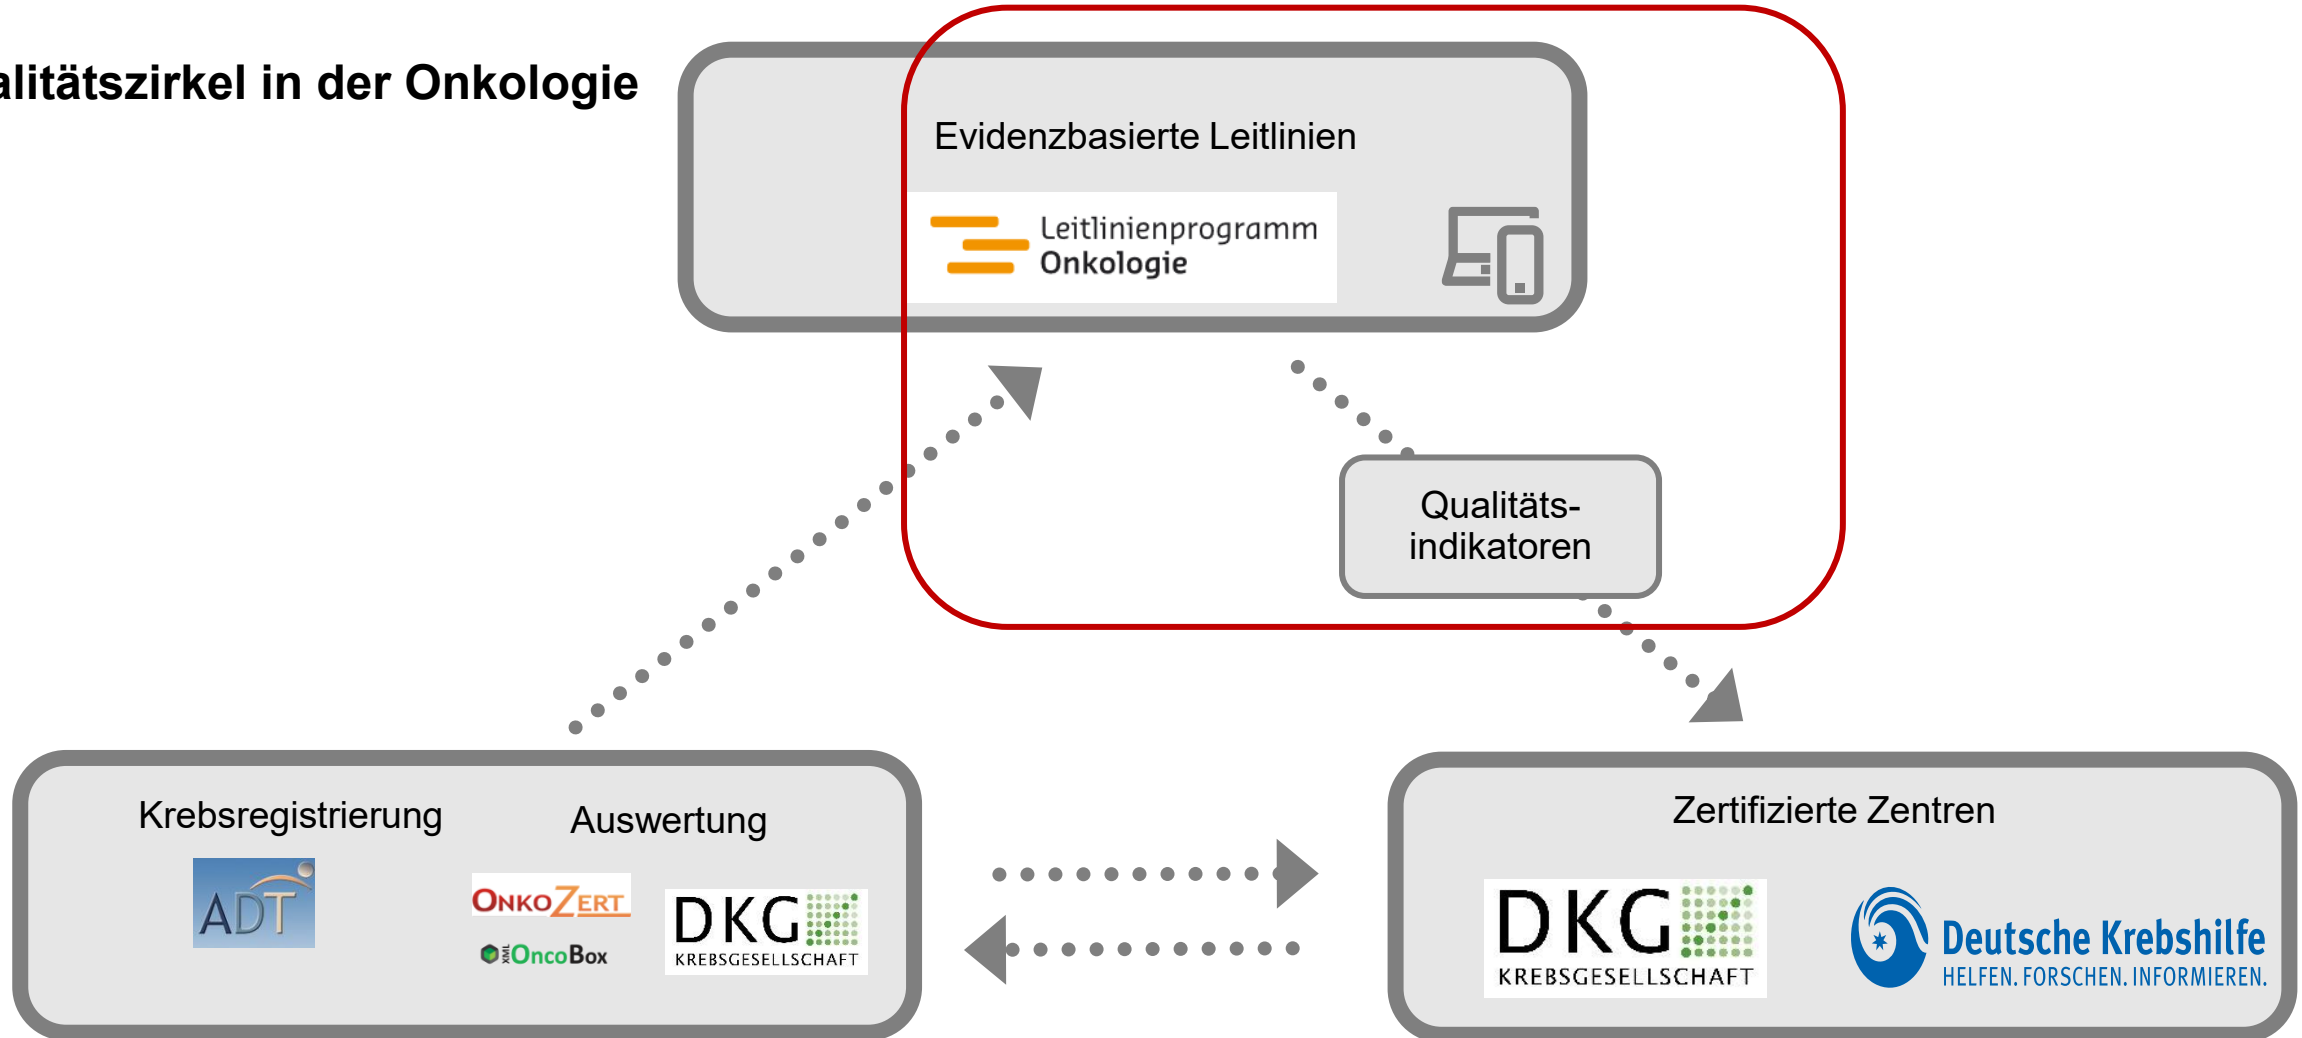 alitätszirkel in der Onkologie
Evidenzbasierte Leitlinien
Leitlinienprogramm
Onkologie
Qualitäts-
indikatoren
Krebsregistrierung
Auswertung
ADT
ONKOZERT
XML OncoBox
DKG
KREBSGESELLSCHAFT
Zertifizierte Zentren
DKG
KREBSGESELLSCHAFT
Deutsche Krebshilfe
HELFEN. FORSCHEN. INFORMIEREN.